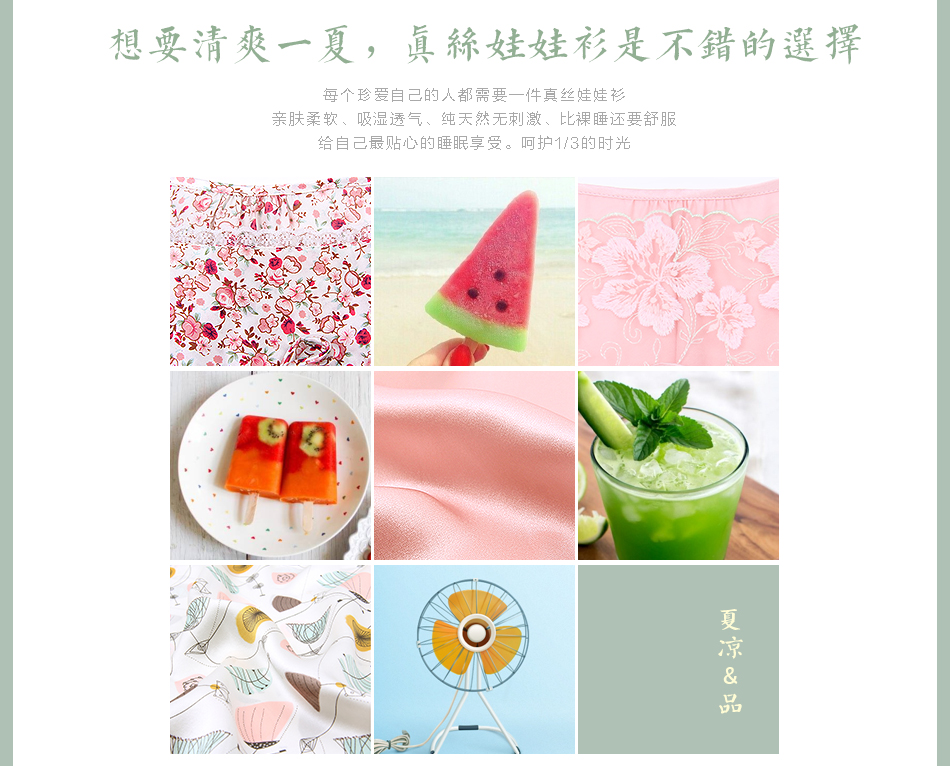 想要清爽一夏，真絲娃娃衫是不錯的選擇
每个珍爱自己的人都需要一件真丝娃娃衫
亲肤柔软、吸湿透气、纯天然无刺激、比裸睡还要舒服
给自己最贴心的睡眠享受。呵护1/3的时光
夏凉&品